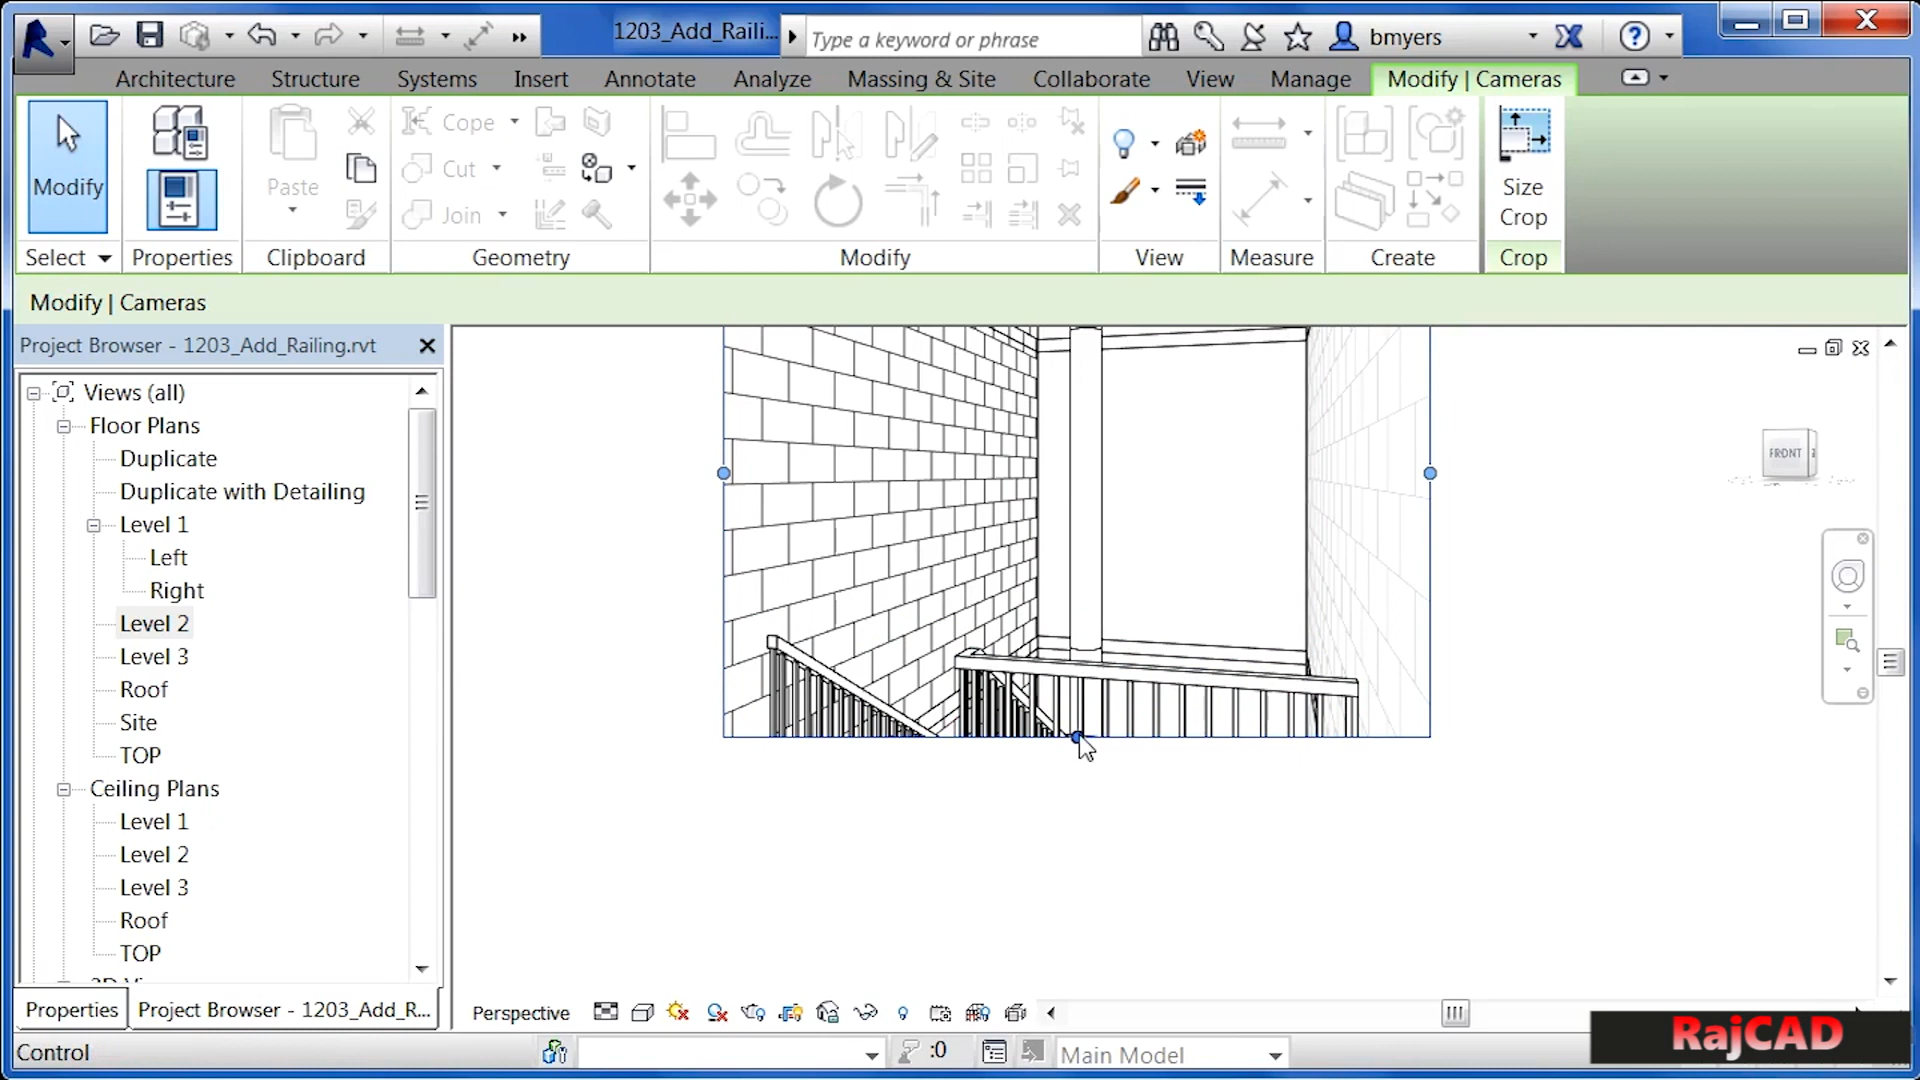 1203_Add_Raili...
Type a keyword or phrase
bmyers
Architecture Structure Systems Insert Annotate Analyze Massing & Site Collaborate View Manage Modify | Cameras
Modify
Paste
Cope
Cut
Join
Size
Crop
Select Properties Clipboard Geometry Modify View Measure Create Crop
Modify | Cameras
Project Browser - 1203_Add_Railing.rvt
Views (all)
Floor Plans
Duplicate
Duplicate with Detailing
Level 1
Left
Right
Level 2
Level 3
Roof
Site
TOP
Ceiling Plans
Level 1
Level 2
Level 3
Roof
TOP
FRONT
Properties Project Browser - 1203_Add_R...
Perspective
Control
:0
Main Model
RajCAD